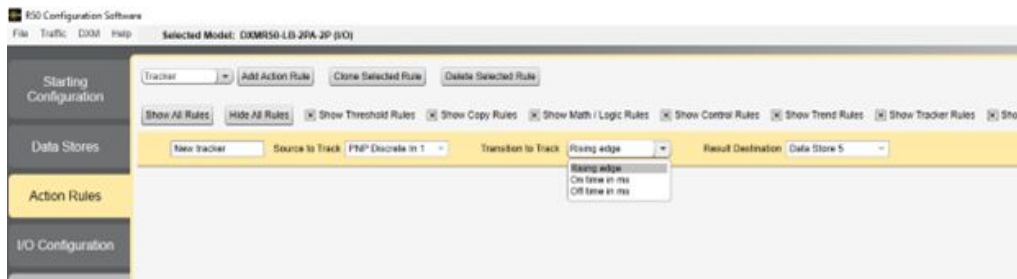 R50 Configuration Software
File Traffic DXM Help Selected Model: DXMR50-LB-2PA-2P (I/O)
Starting
Configuration
Tracker Add Action Rule Clone Selected Rule Delete Selected Rule
Show All Rules Hide All Rules Show Threshold Rules Show Copy Rules Show Math / Logic Rules Show Control Rules Show Trend Rules Show Tracker Rules Sho
Data Stores
New tracker Source to Track PNP Discrete In 1 Transition to Track Rising edge Result Destination Data Store 5
Rising edge
On time in ms
Off time in ms
Action Rules
I/O Configuration